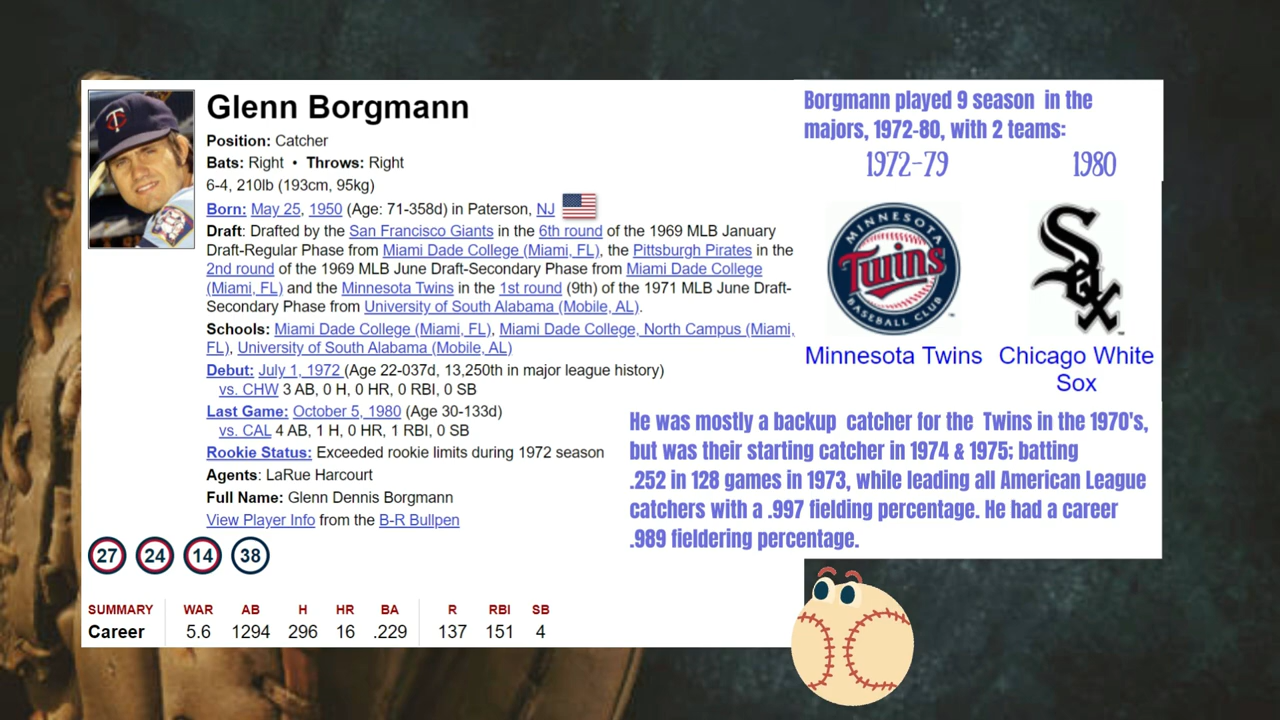 Glenn Borgmann
Position: Catcher
Bats: Right • Throws: Right
6-4, 210lb (193cm, 95kg)
Born: May 25, 1950 (Age: 71-358d) in Paterson, NJ
Draft: Drafted by the San Francisco Giants in the 6th round of the 1969 MLB January
Draft-Regular Phase from Miami Dade College (Miami, FL), the Pittsburgh Pirates in the
2nd round of the 1969 MLB June Draft-Secondary Phase from Miami Dade College
(Miami, FL) and the Minnesota Twins in the 1st round (9th) of the 1971 MLB June Draft-
Secondary Phase from University of South Alabama (Mobile, AL).
Schools: Miami Dade College (Miami, FL), Miami Dade College, North Campus (Miami,
FL), University of South Alabama (Mobile, AL)
Debut: July 1, 1972 (Age 22-037d, 13,250th in major league history)
vs. CHW 3 AB, 0 H, 0 HR, 0 RBI, 0 SB
Last Game: October 5, 1980 (Age 30-133d)
vs. CAL 4 AB, 1 H, 0 HR, 1 RBI, 0 SB
Rookie Status: Exceeded rookie limits during 1972 season
Agents: LaRue Harcourt
Full Name: Glenn Dennis Borgmann
View Player Info from the B-R Bullpen
27 24 14 38
SUMMARY WAR AB H HR BA R RBI SB
Career 5.6 1294 296 16 .229 137 151 4
Borgmann played 9 season in the
majors, 1972-80, with 2 teams:
1972-79 1980
MINNESOTA
Twins
BASEBALL CLUB
Sox
Minnesota Twins Chicago White
Sox
He was mostly a backup catcher for the Twins in the 1970's,
but was their starting catcher in 1974 & 1975; batting
.252 in 128 games in 1973, while leading all American League
catchers with a .997 fielding percentage. He had a career
.989 fieldering percentage.